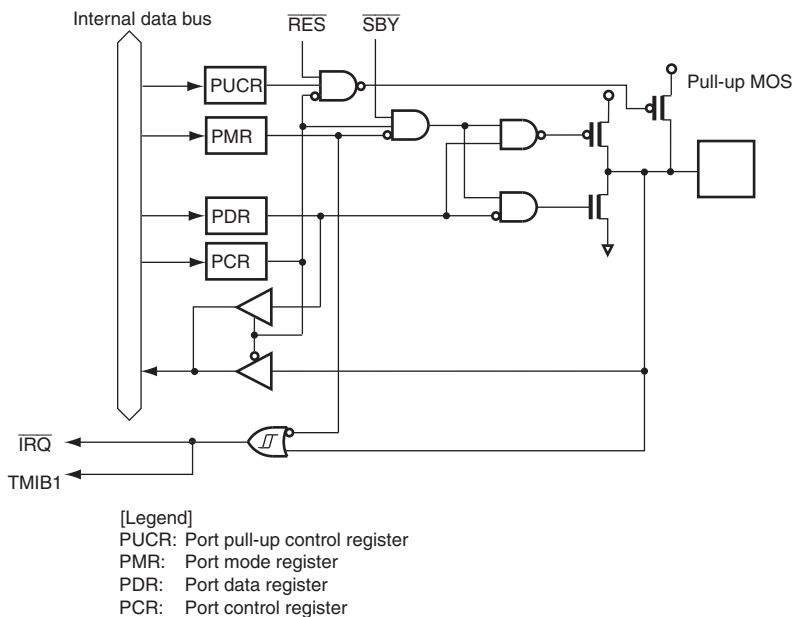 Internal data bus
RES
SBY
Pull-up MOS
PUCR
PMR
PDR
PCR
IRQ
TMIB1
[Legend]
PUCR: Port pull-up control register
PMR: Port mode register
PDR: Port data register
PCR: Port control register